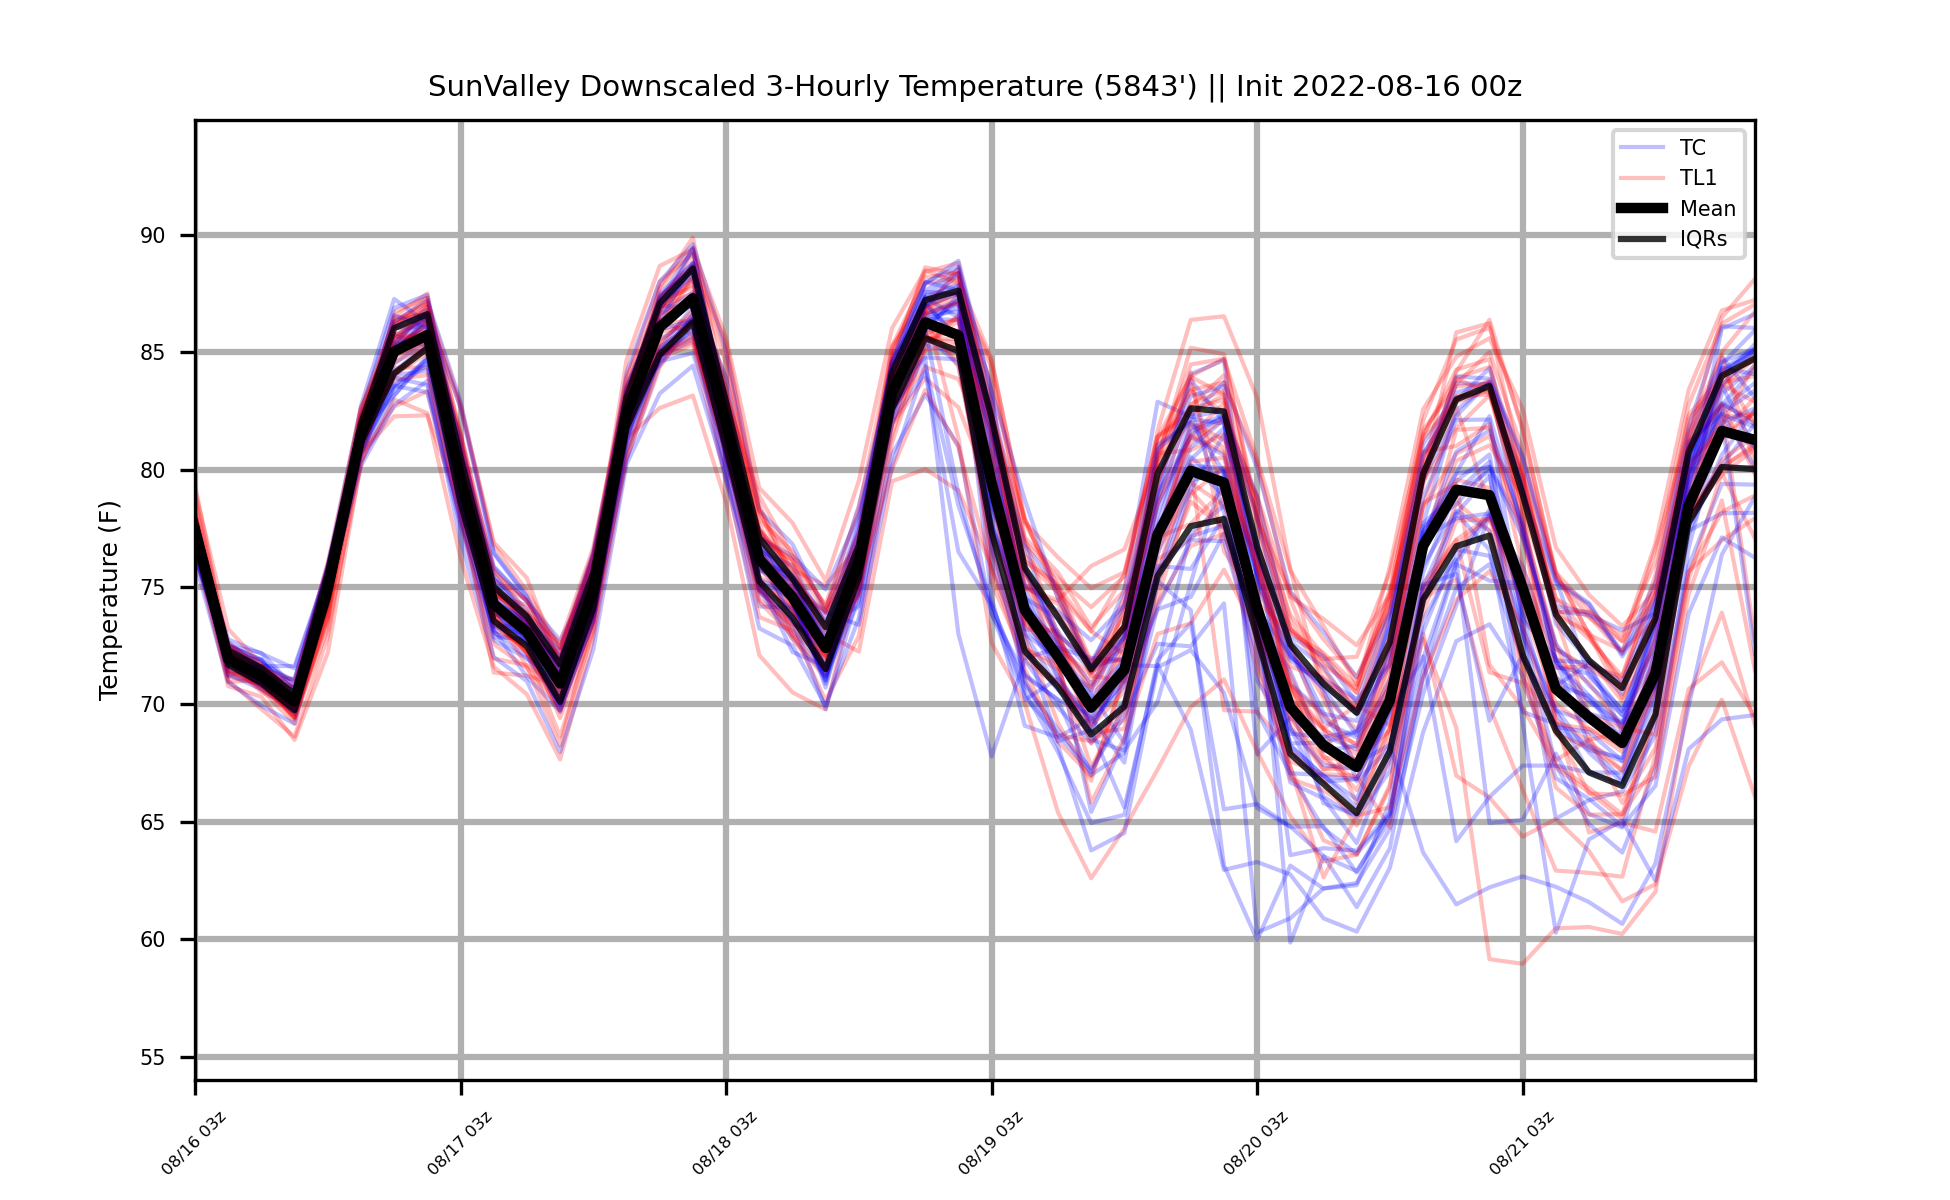 SunValley Downscaled 3-Hourly Temperature (5843') || Init 2022-08-16 00z
TC
TL1
Mean
IQRs
Temperature (F)
90
85
80
75
70
65
60
55
08/16 03z
08/17 03z
08/18 03z
08/19 03z
08/20 03z
08/21 03z